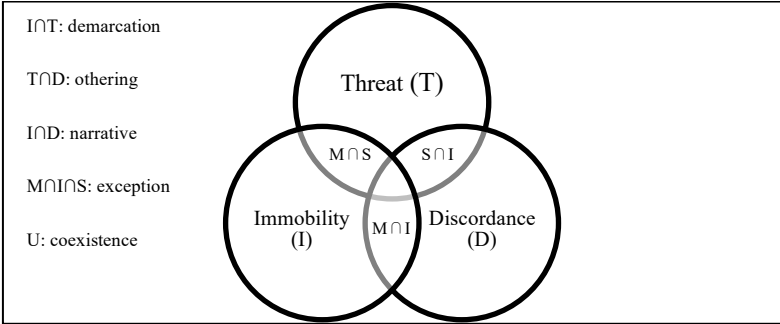 I∩T: demarcation
T∩D: othering
I∩D: narrative
M∩I∩S: exception
U: coexistence
Threat (T)
M∩S
S∩I
Immobility
(I)
M∩I
Discordance
(D)